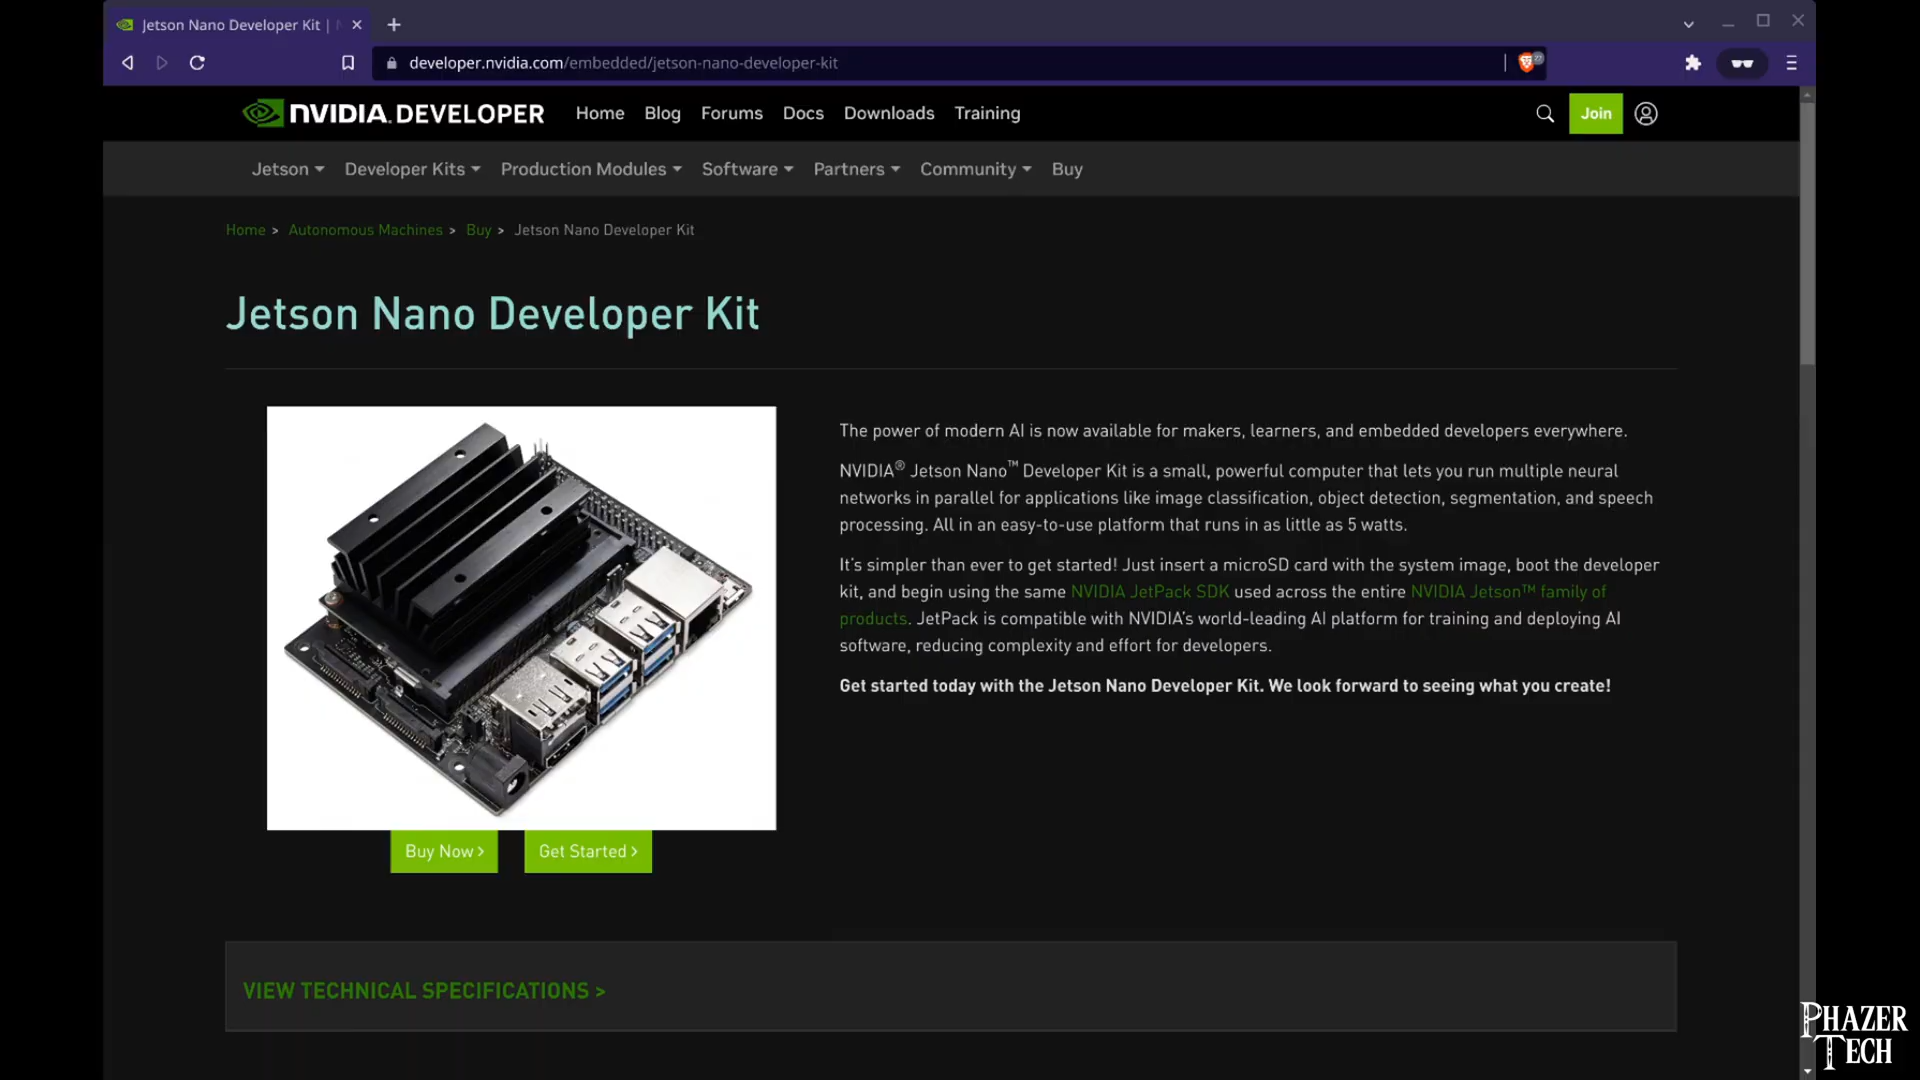 Jetson Nano Developer Kit |
developer.nvidia.com/embedded/jetson-nano-developer-kit
NVIDIA. DEVELOPER Home Blog Forums Docs Downloads Training Join
Jetson Developer Kits Production Modules Software Partners Community Buy
Home > Autonomous Machines > Buy > Jetson Nano Developer Kit
Jetson Nano Developer Kit
The power of modern AI is now available for makers, learners, and embedded developers everywhere.
NVIDIA® Jetson Nano™ Developer Kit is a small, powerful computer that lets you run multiple neural
networks in parallel for applications like image classification, object detection, segmentation, and speech
processing. All in an easy-to-use platform that runs in as little as 5 watts.
It's simpler than ever to get started! Just insert a microSD card with the system image, boot the developer
kit, and begin using the same NVIDIA JetPack SDK used across the entire NVIDIA Jetson™ family of
products. JetPack is compatible with NVIDIA's world-leading AI platform for training and deploying AI
software, reducing complexity and effort for developers.
Get started today with the Jetson Nano Developer Kit. We look forward to seeing what you create!
Buy Now > Get Started >
VIEW TECHNICAL SPECIFICATIONS >
PHAZER
TECH